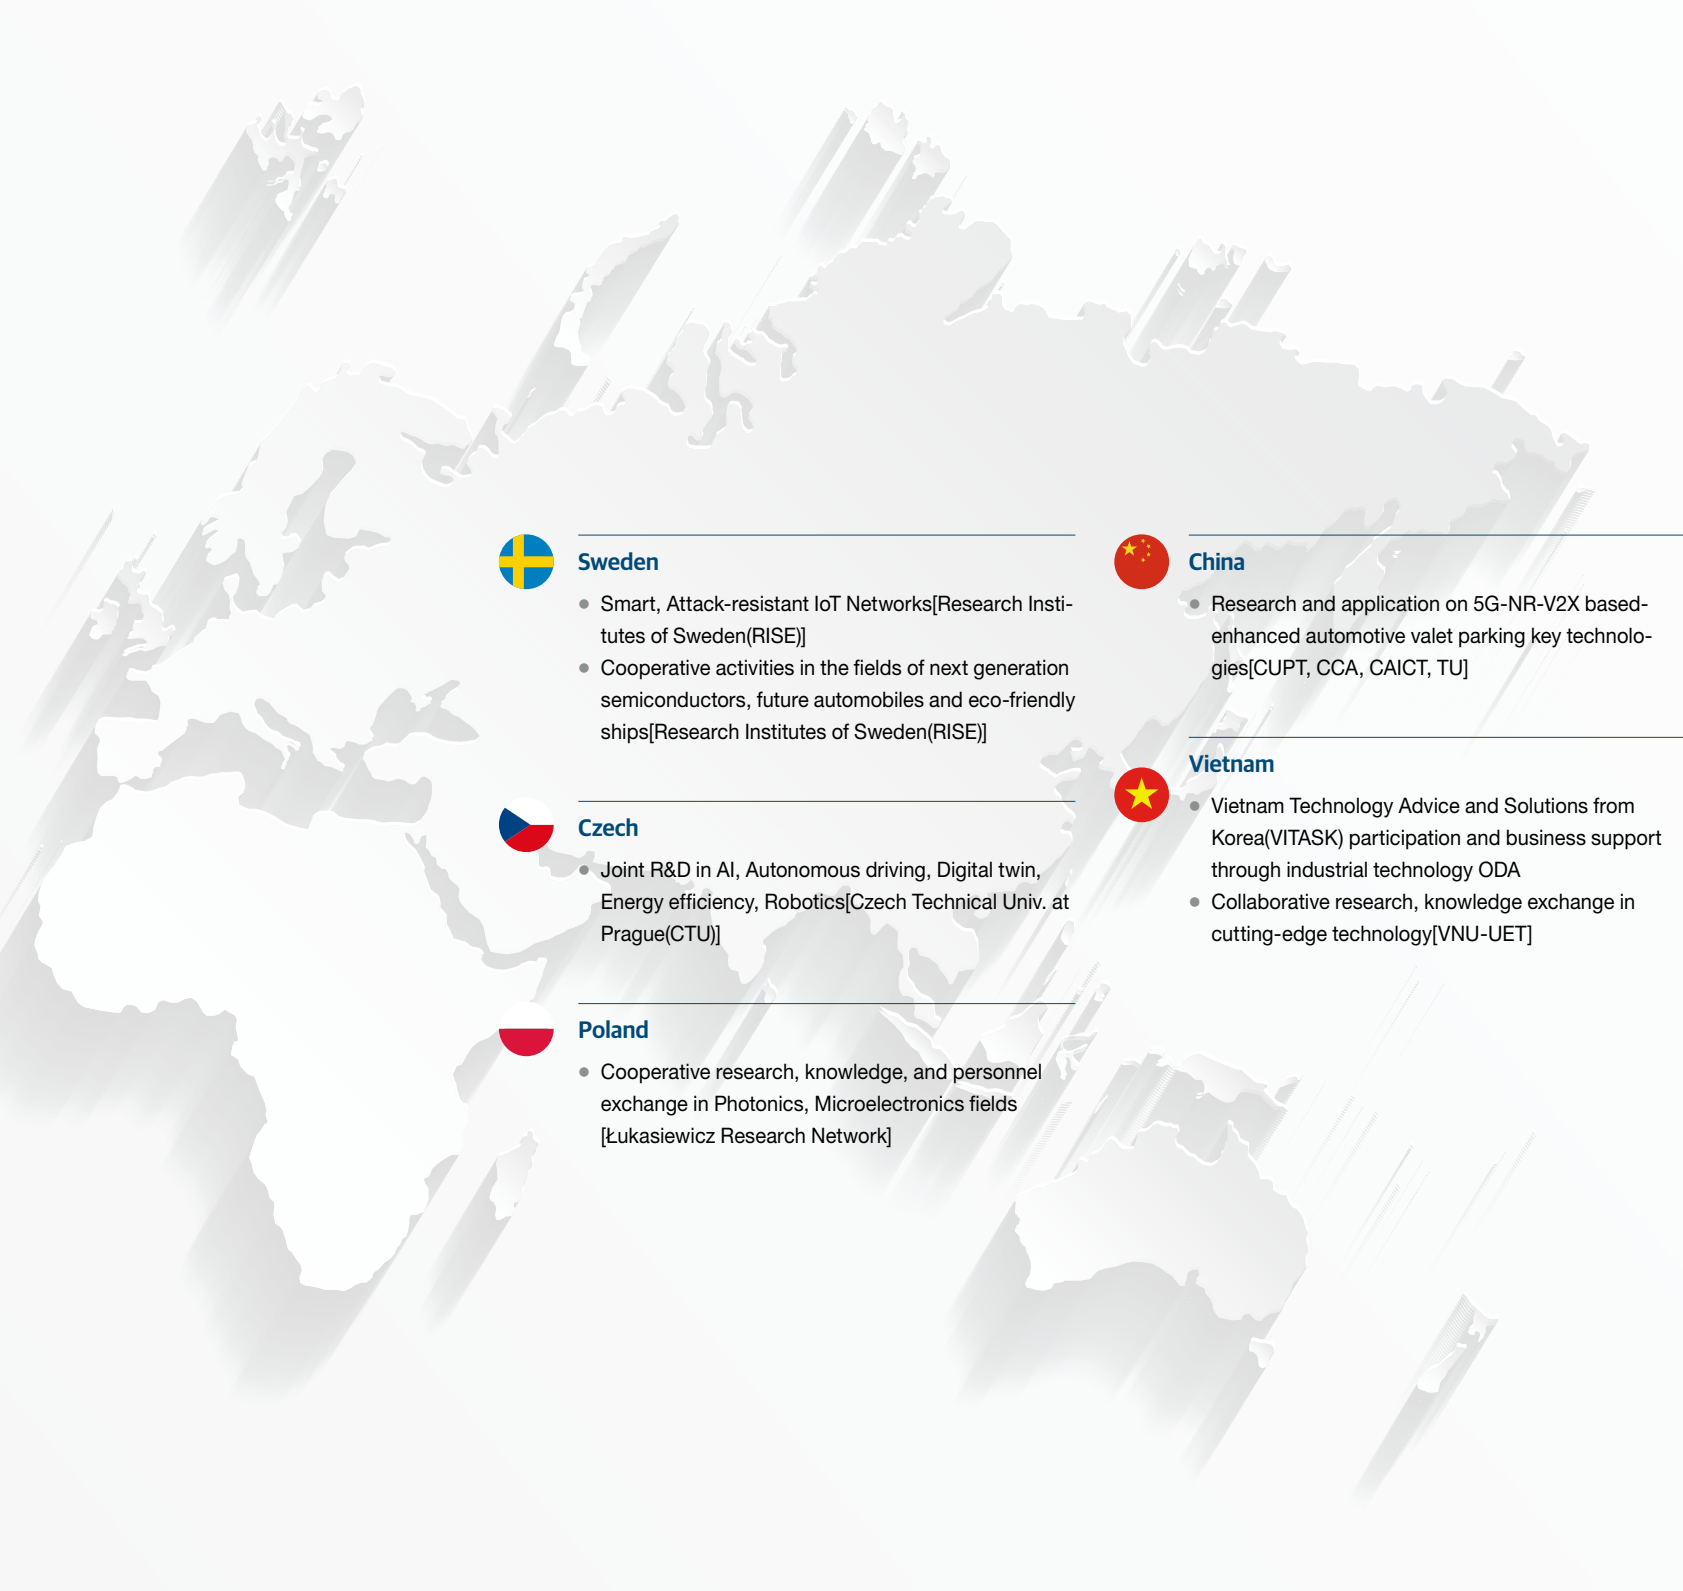 Sweden
● Smart, Attack-resistant IoT Networks[Research Insti-
tutes of Sweden(RISE)]
● Cooperative activities in the fields of next generation
semiconductors, future automobiles and eco-friendly
ships[Research Institutes of Sweden(RISE)]
Czech
● Joint R&D in AI, Autonomous driving, Digital twin,
Energy efficiency, Robotics[Czech Technical Univ. at
Prague(CTU)]
Poland
● Cooperative research, knowledge, and personnel
exchange in Photonics, Microelectronics fields
[Łukasiewicz Research Network]
China
● Research and application on 5G-NR-V2X based-
enhanced automotive valet parking key technolo-
gies[CUPT, CCA, CAICT, TU]
Vietnam
● Vietnam Technology Advice and Solutions from
Korea(VITASK) participation and business support
through industrial technology ODA
● Collaborative research, knowledge exchange in
cutting-edge technology[VNU-UET]